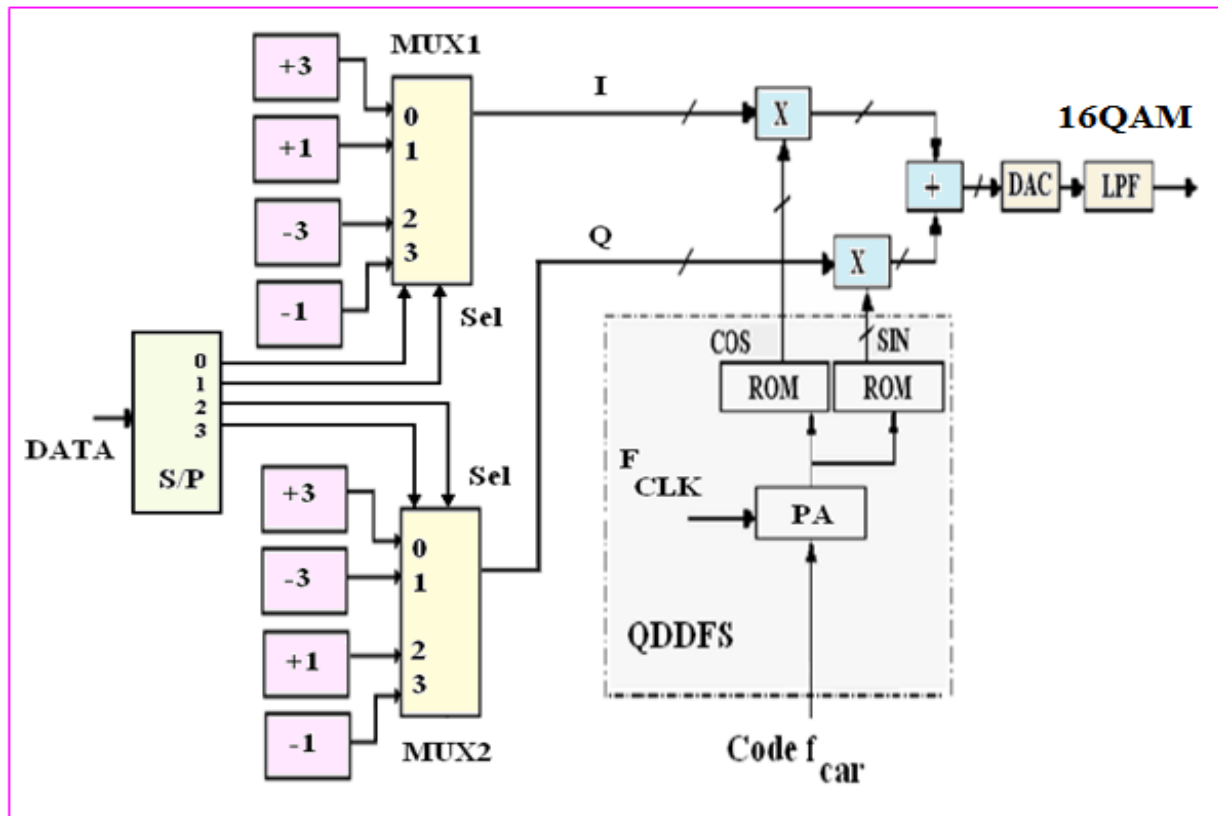 MUX1
+3
+1
-3
-1
0
1
2
3
Sel
I
Q
X
X
+
16QAM
DAC
LPF
COS
SIN
ROM
ROM
F
CLK
PA
QDDFS
Code f
car
DATA
0
1
2
3
S/P
Sel
+3
-3
+1
-1
0
1
2
3
MUX2